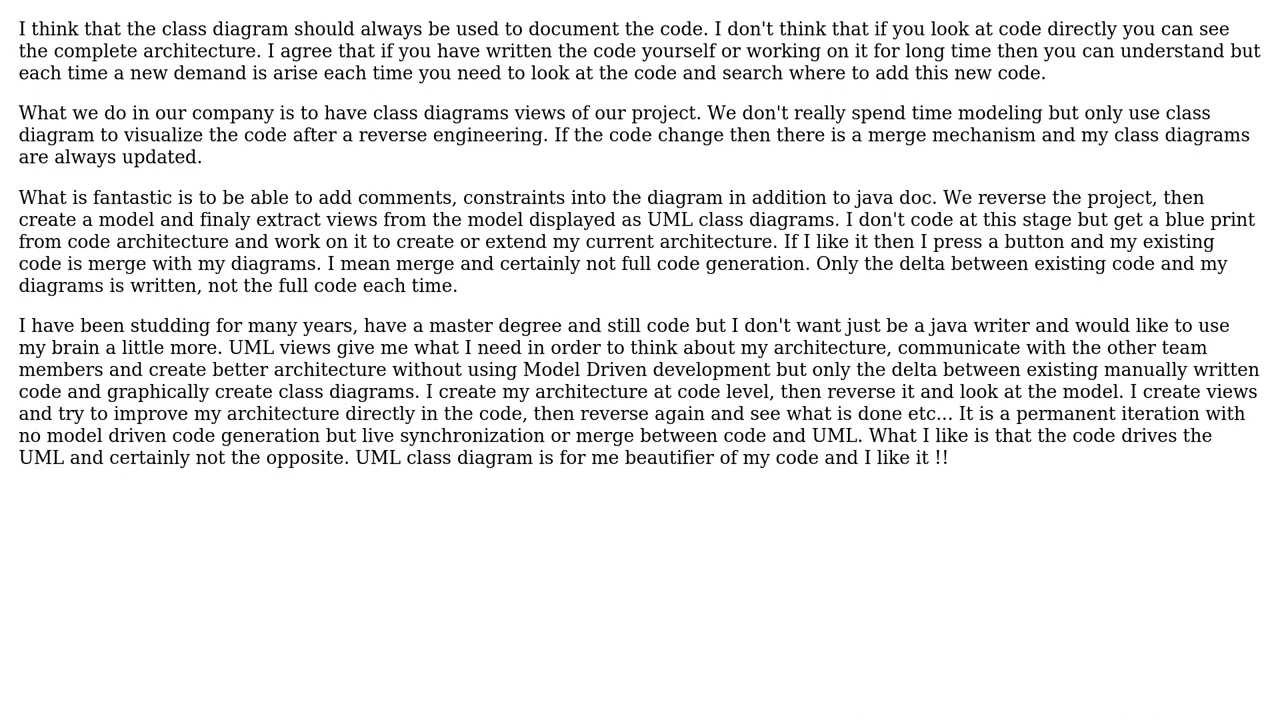 I think that the class diagram should always be used to document the code. I don't think that if you look at code directly you can see
the complete architecture. I agree that if you have written the code yourself or working on it for long time then you can understand but
each time a new demand is arise each time you need to look at the code and search where to add this new code.
What we do in our company is to have class diagrams views of our project. We don't really spend time modeling but only use class
diagram to visualize the code after a reverse engineering. If the code change then there is a merge mechanism and my class diagrams
are always updated.
What is fantastic is to be able to add comments, constraints into the diagram in addition to java doc. We reverse the project, then
create a model and finaly extract views from the model displayed as UML class diagrams. I don't code at this stage but get a blue print
from code architecture and work on it to create or extend my current architecture. If I like it then I press a button and my existing
code is merge with my diagrams. I mean merge and certainly not full code generation. Only the delta between existing code and my
diagrams is written, not the full code each time.
I have been studding for many years, have a master degree and still code but I don't want just be a java writer and would like to use
my brain a little more. UML views give me what I need in order to think about my architecture, communicate with the other team
members and create better architecture without using Model Driven development but only the delta between existing manually written
code and graphically create class diagrams. I create my architecture at code level, then reverse it and look at the model. I create views
and try to improve my architecture directly in the code, then reverse again and see what is done etc... It is a permanent iteration with
no model driven code generation but live synchronization or merge between code and UML. What I like is that the code drives the
UML and certainly not the opposite. UML class diagram is for me beautifier of my code and I like it !!